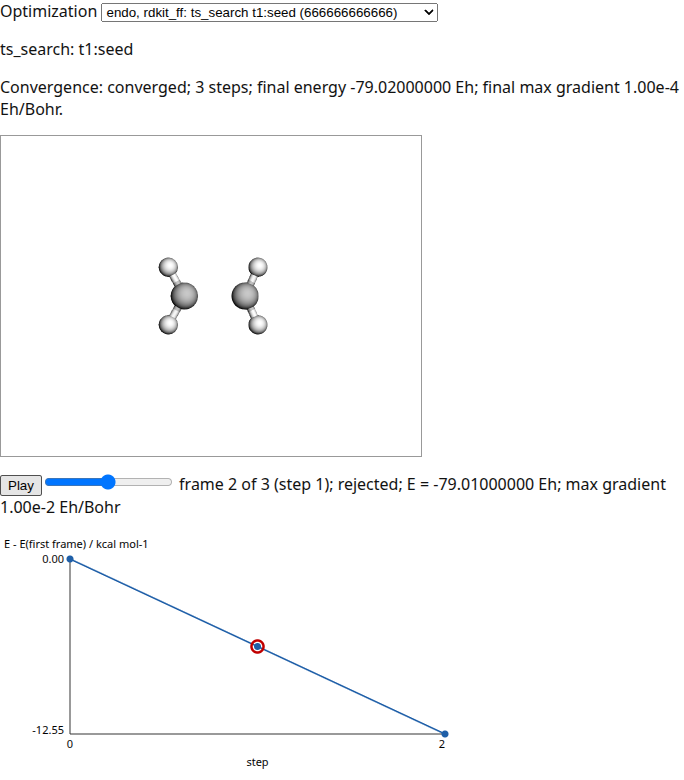 Optimization endo, rdkit_ff: ts_search t1:seed (666666666666)
ts_search: t1:seed
Convergence: converged; 3 steps; final energy -79.02000000 Eh; final max gradient 1.00e-4
Eh/Bohr.
Play frame 2 of 3 (step 1); rejected; E = -79.01000000 Eh; max gradient
1.00e-2 Eh/Bohr
E - E(first frame) / kcal mol-1
0.00
-12.55
0 2
step